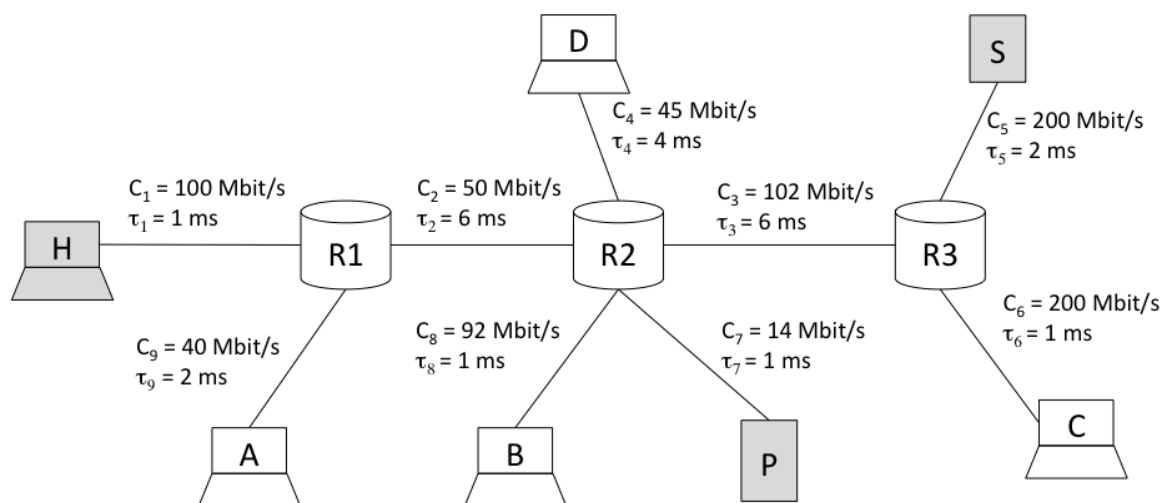 D
S
C₄ = 45 Mbit/s
τ₄ = 4 ms
C₅ = 200 Mbit/s
τ₅ = 2 ms
C₁ = 100 Mbit/s
τ₁ = 1 ms
C₂ = 50 Mbit/s
τ₂ = 6 ms
C₃ = 102 Mbit/s
τ₃ = 6 ms
H
R1
R2
R3
C₉ = 40 Mbit/s
τ₉ = 2 ms
C₈ = 92 Mbit/s
τ₈ = 1 ms
C₇ = 14 Mbit/s
τ₇ = 1 ms
C₆ = 200 Mbit/s
τ₆ = 1 ms
A
B
P
C